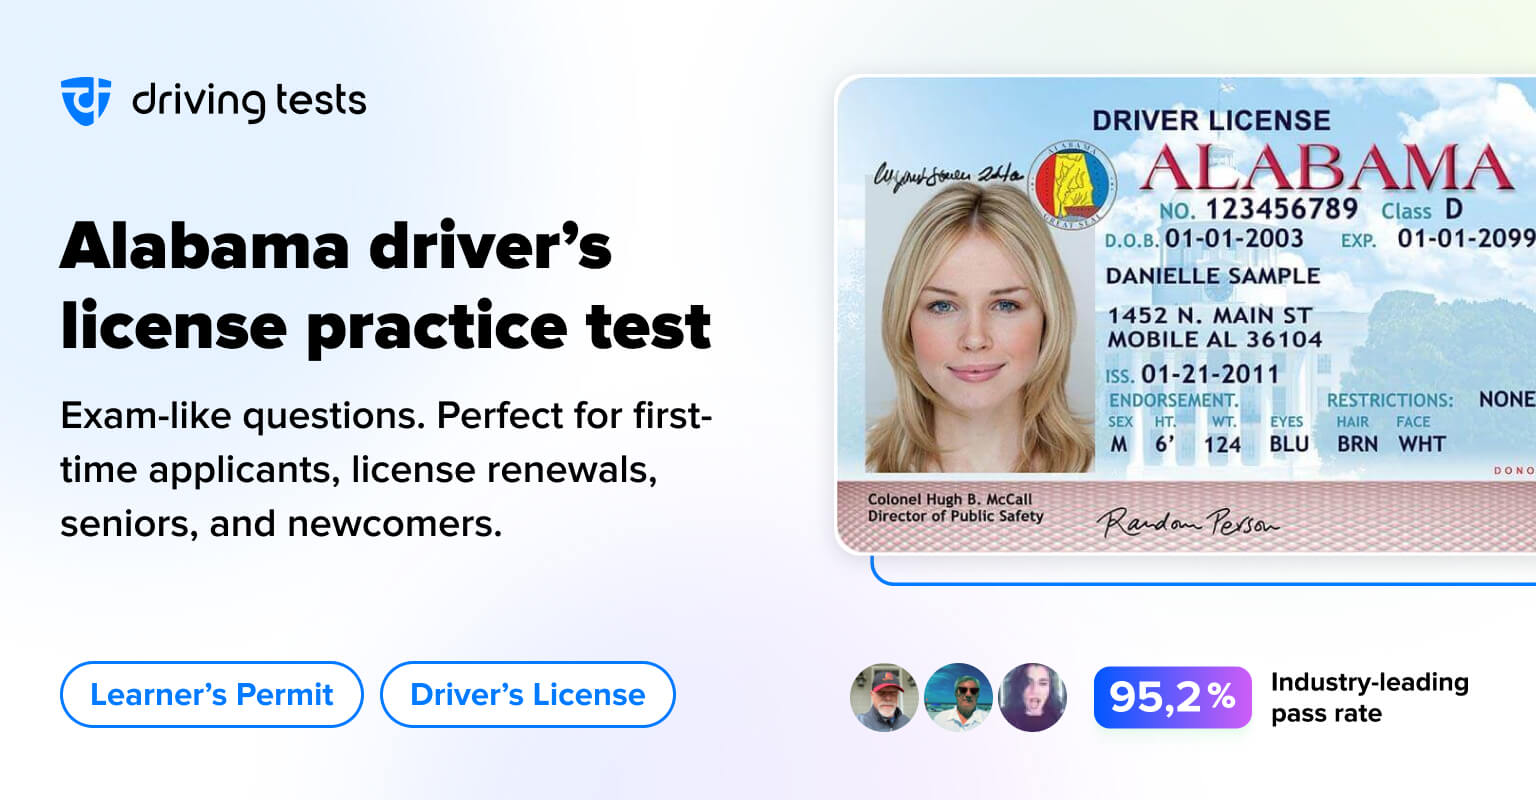 driving tests
Alabama driver's
license practice test
Exam-like questions. Perfect for first-
time applicants, license renewals,
seniors, and newcomers.
Learner's Permit
Driver's License
DRIVER LICENSE
ALABAMA
ALABAMA
GREAT SEAL
NO. 123456789 Class D
D.O.B. 01-01-2003 EXP. 01-01-2099
DANIELLE SAMPLE
1452 N. MAIN ST
MOBILE AL 36104
ISS. 01-21-2011
ENDORSEMENT. RESTRICTIONS: NONE
SEX HT. WT. EYES HAIR FACE
M 6' 124 BLU BRN WHT
DONO
Colonel Hugh B. McCall
Director of Public Safety
Random Person
95,2%
Industry-leading
pass rate